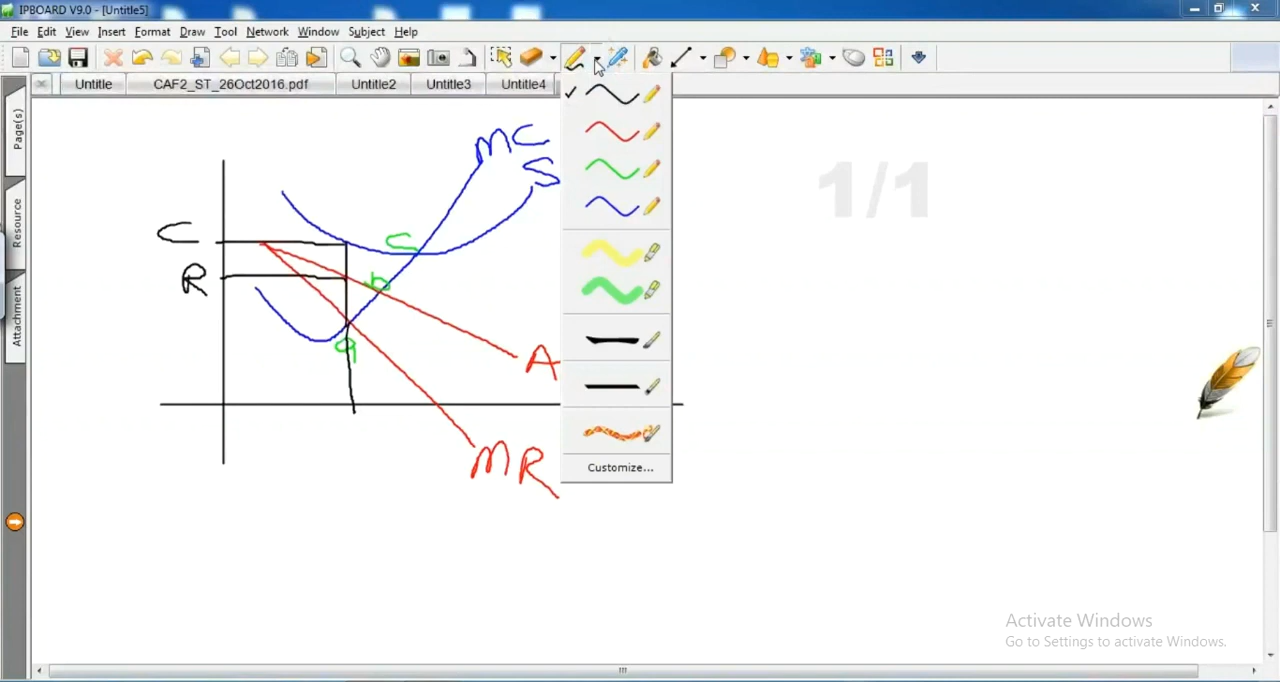 IPBOARD V9.0 - [Untitle5]
File Edit View Insert Format Draw Tool Network Window Subject Help
Untitle CAF2_ST_26Oct2016.pdf Untitle2 Untitle3 Untitle4
Page(s)
Resource
Attachment
1/1
MC
S
C
C
R
b
a
A
MR
Customize...
Activate Windows
Go to Settings to activate Windows.